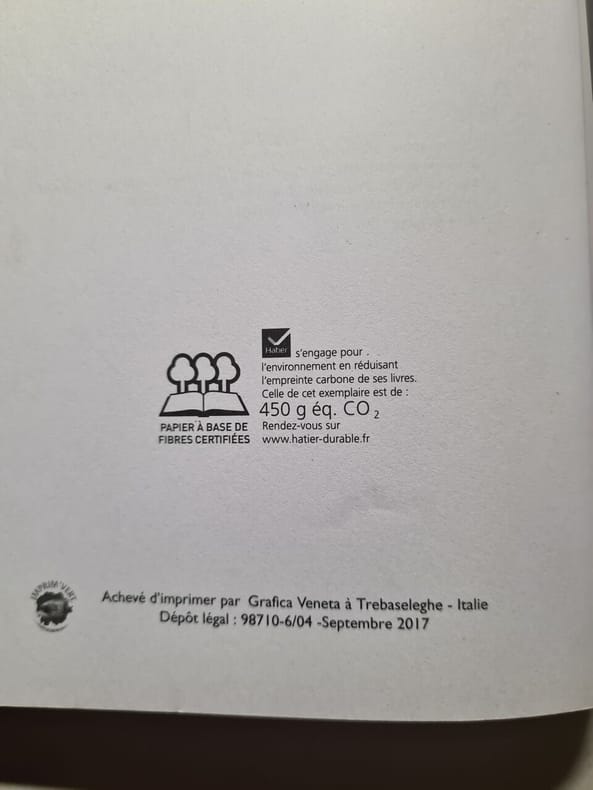 Hatier s'engage pour
l'environnement en réduisant
l'empreinte carbone de ses livres.
Celle de cet exemplaire est de :
450 g éq. CO₂
Rendez-vous sur
www.hatier-durable.fr
PAPIER À BASE DE
FIBRES CERTIFIÉES
IMPRIM'VERT
Achevé d'imprimer par Grafica Veneta à Trebaseleghe - Italie
Dépôt légal : 98710-6/04 -Septembre 2017